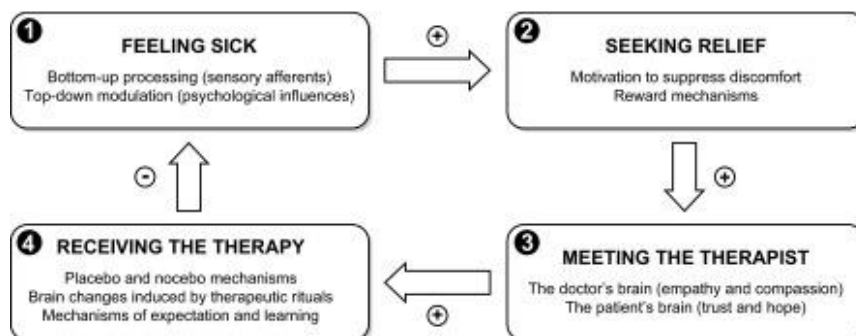 1
FEELING SICK
Bottom-up processing (sensory afferents)
Top-down modulation (psychological influences)
+
2
SEEKING RELIEF
Motivation to suppress discomfort
Reward mechanisms
+
3
MEETING THE THERAPIST
The doctor's brain (empathy and compassion)
The patient's brain (trust and hope)
+
4
RECEIVING THE THERAPY
Placebo and nocebo mechanisms
Brain changes induced by therapeutic rituals
Mechanisms of expectation and learning
-